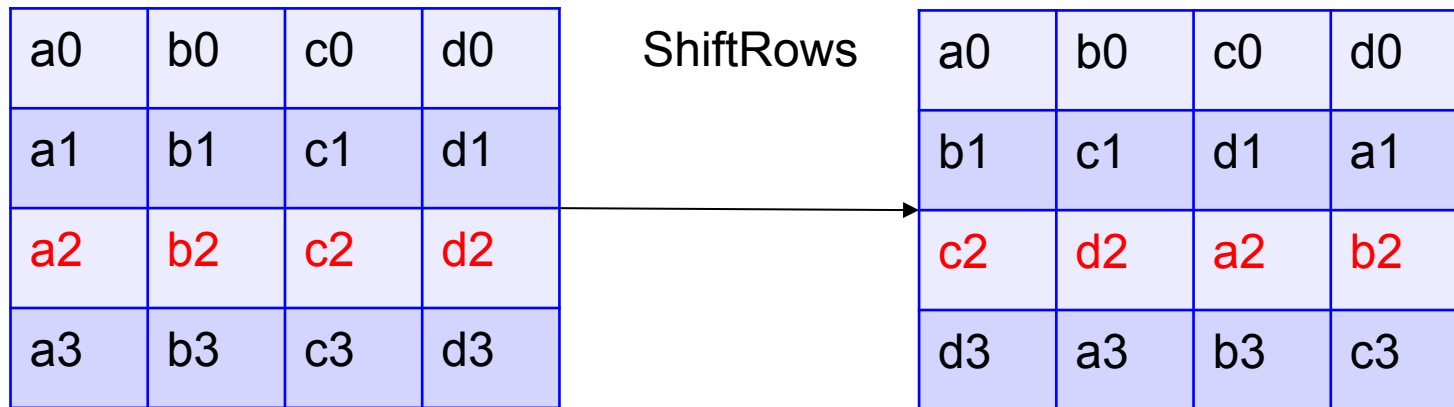 a0 b0 c0 d0 ShiftRows a0 b0 c0 d0
a1 b1 c1 d1 b1 c1 d1 a1
a2 b2 c2 d2 c2 d2 a2 b2
a3 b3 c3 d3 d3 a3 b3 c3